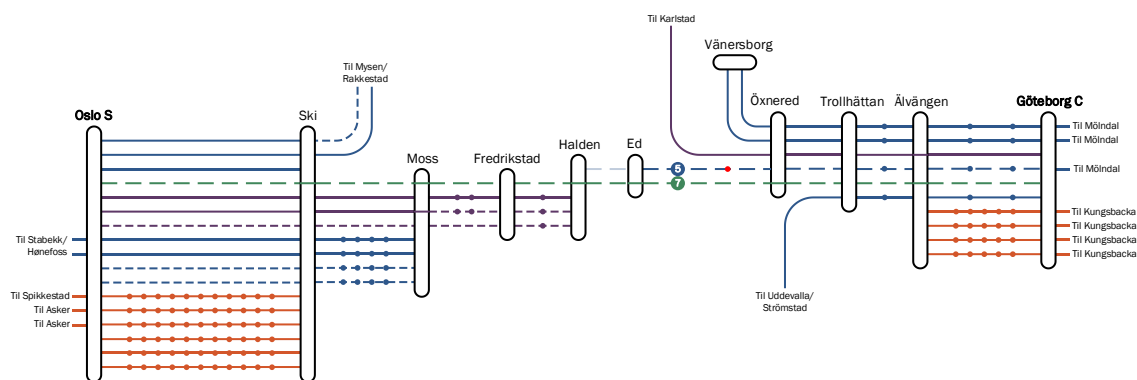 Til Karlstad
Vänersborg
Til Mysen/
Rakkestad
Oslo S
Ski
Öxnered
Trollhättan
Älvängen
Göteborg C
Til Mölndal
Til Mölndal
Halden
Ed
Moss
Fredrikstad
5
Til Mölndal
7
Til Kungsbacka
Til Kungsbacka
Til Kungsbacka
Til Kungsbacka
Til Stabekk/
Hønefoss
Til Spikkestad
Til Asker
Til Asker
Til Uddevalla/
Strömstad